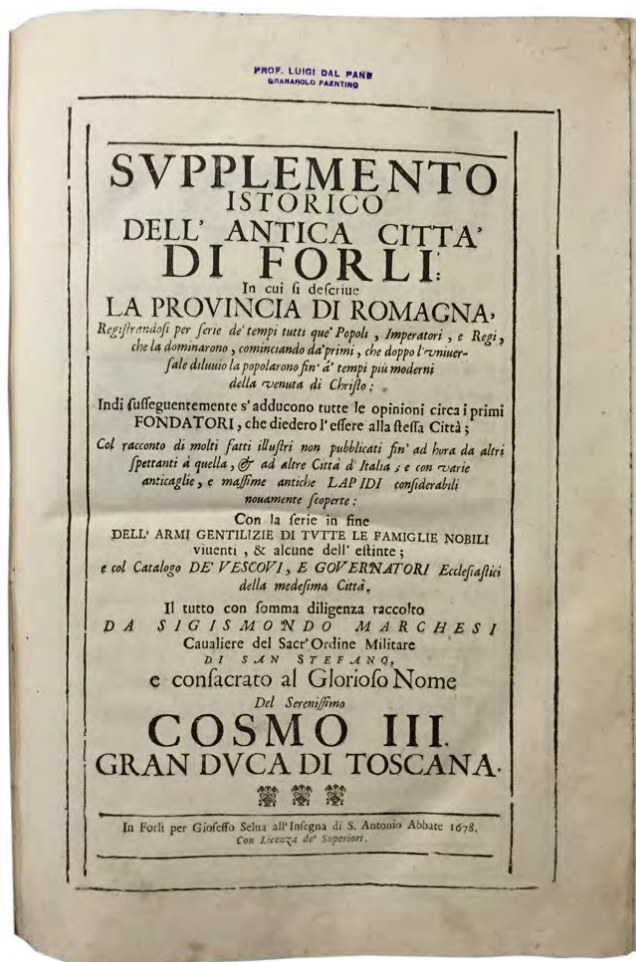 PROF. LUIGI DAL PANE
GRANAROLO FAENTINO
SVPPLEMENTO
ISTORICO
DELL' ANTICA CITTA'
DI FORLI:
In cui ſi deſcriue
LA PROVINCIA DI ROMAGNA,
Regiſtrandoſi per ſerie de' tempi tutti que' Popoli, Imperatori, e Regi,
che la dominarono, cominciando da' primi, che doppo l'vniuer-
ſale diluuio la popolarono fin' á' tempi più moderni
della venuta di Chriſto:
Indi ſuſſeguentemente s'adducono tutte le opinioni circa i primi
FONDATORI, che diedero l'eſſere alla ſteſſa Città;
Col racconto di molti fatti illuſtri non pubblicati fin' ad hora da altri
ſpettanti à quella, & ad altre Città d'Italia; e con varie
anticaglie, e maſſime antiche LAPIDI conſiderabili
nouamente ſcoperte:
Con la ſerie in fine
DELL' ARMI GENTILIZIE DI TVTTE LE FAMIGLIE NOBILI
viuenti, & alcune dell' eſtinte;
e col Catalogo DE' VESCOVI, E GOVERNATORI Eccleſiaſtici
della medeſima Città.
Il tutto con ſomma diligenza raccolto
DA SIGISMONDO MARCHESI
Caualiere del Sacr' Ordine Militare
DI SAN STEFANO,
e conſacrato al Glorioſo Nome
Del Sereniſſimo
COSMO III.
GRAN DVCA DI TOSCANA.
In Forlì per Gioſeffo Selua all'Inſegna di S. Antonio Abbate 1678.
Con Licenza de' Superiori.